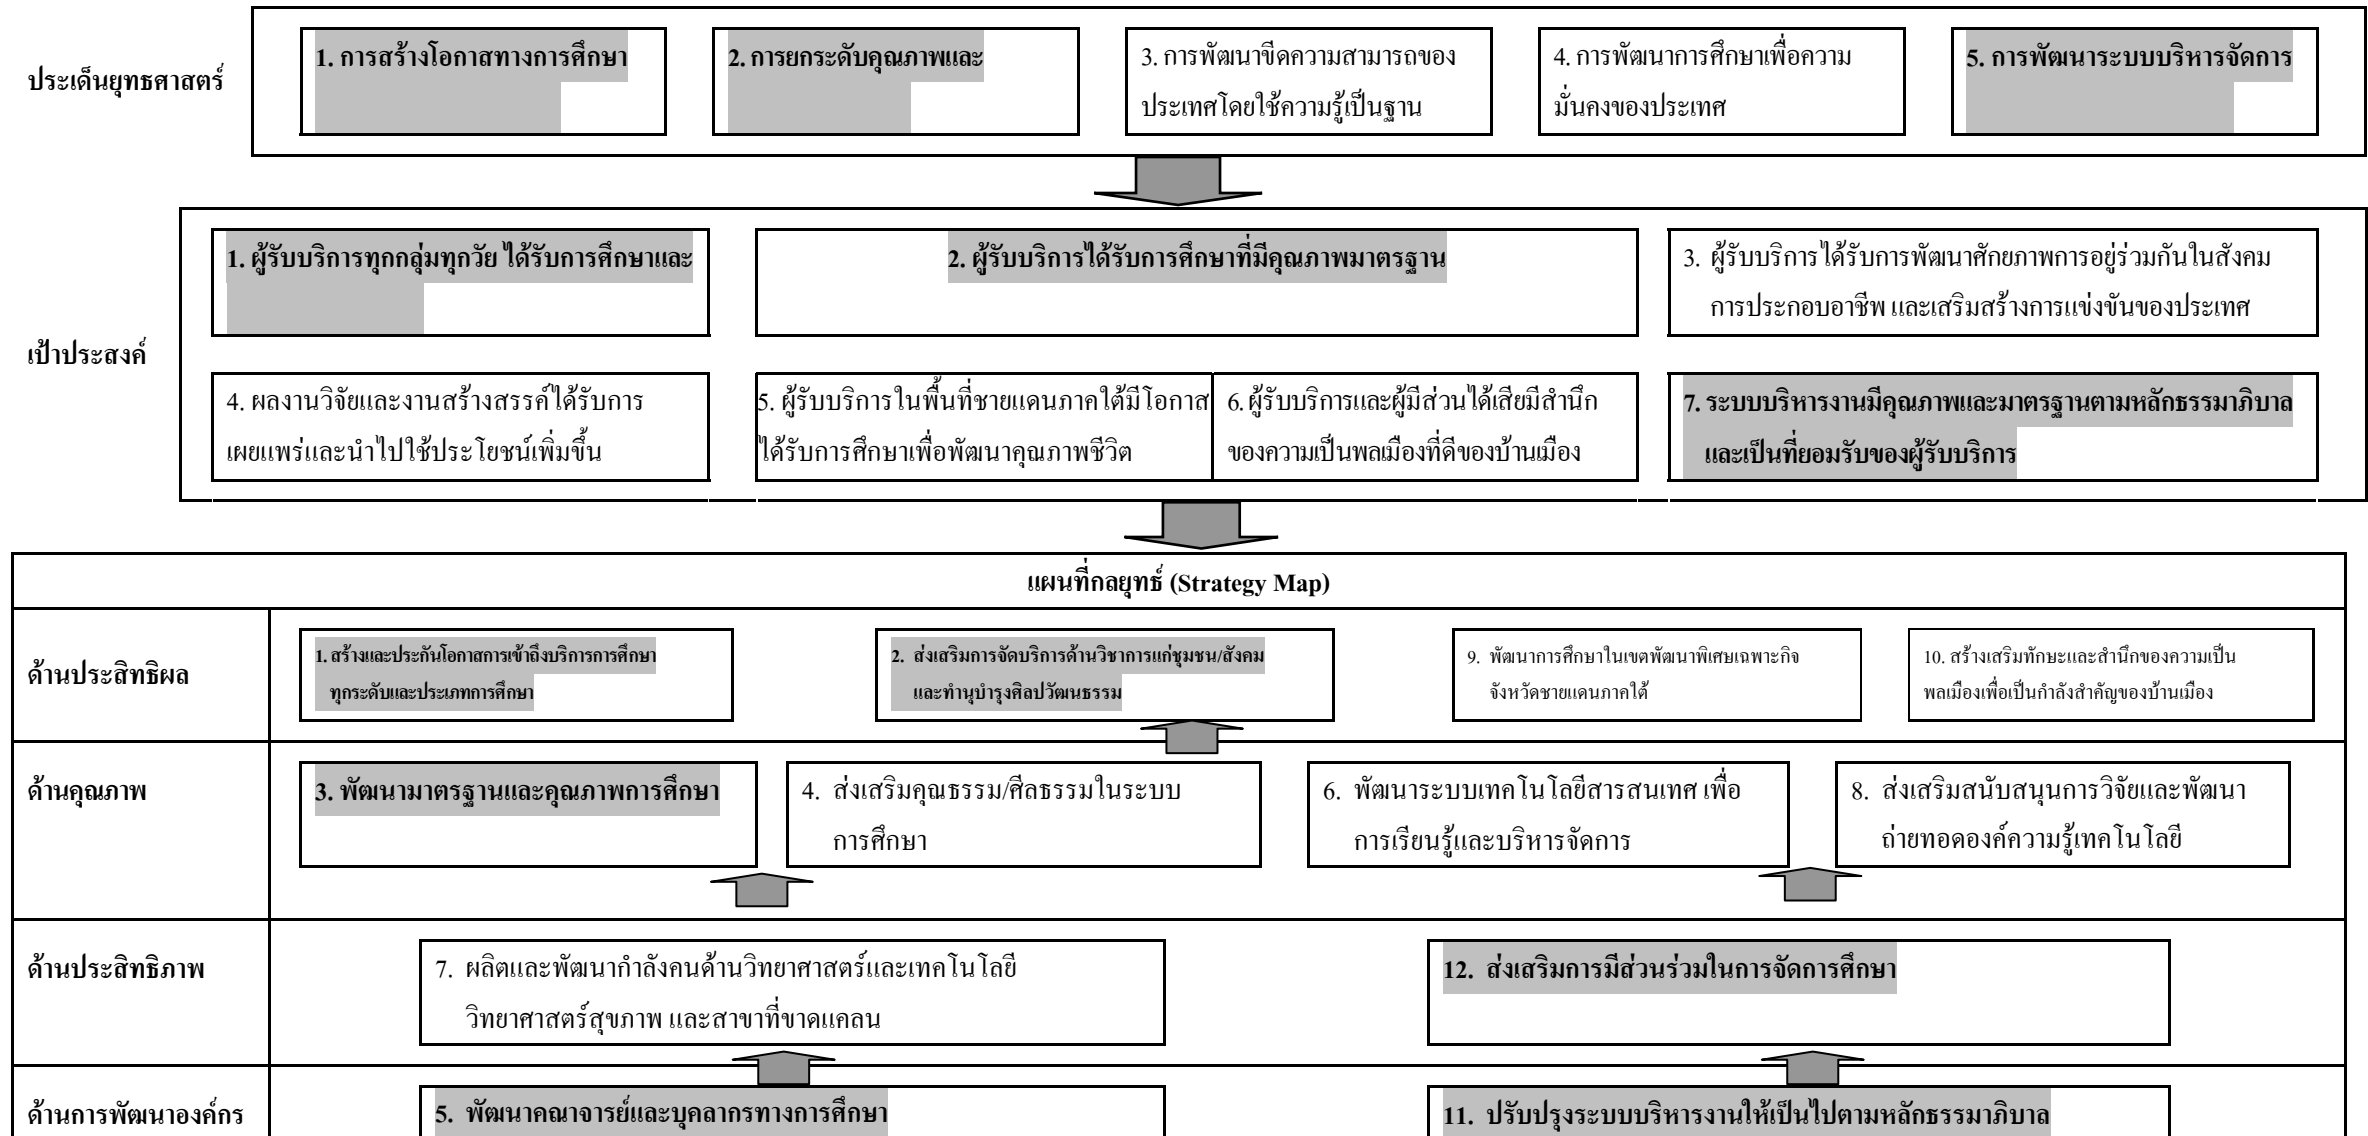 ประเด็นยุทธศาสตร์
1. การสร้างโอกาสทางการศึกษา
2. การยกระดับคุณภาพและ
3. การพัฒนาขีดความสามารถของ
ประเทศโดยใช้ความรู้เป็นฐาน
4. การพัฒนาการศึกษาเพื่อความ
มั่นคงของประเทศ
5. การพัฒนาระบบบริหารจัดการ
เป้าประสงค์
1. ผู้รับบริการทุกกลุ่มทุกวัย ได้รับการศึกษาและ
2. ผู้รับบริการได้รับการศึกษาที่มีคุณภาพมาตรฐาน
3. ผู้รับบริการได้รับการพัฒนาศักยภาพการอยู่ร่วมกันในสังคม
การประกอบอาชีพ และเสริมสร้างการแข่งขันของประเทศ
4. ผลงานวิจัยและงานสร้างสรรค์ได้รับการ
เผยแพร่และนำไปใช้ประโยชน์เพิ่มขึ้น
5. ผู้รับบริการในพื้นที่ชายแดนภาคใต้มีโอกาส
ได้รับการศึกษาเพื่อพัฒนาคุณภาพชีวิต
6. ผู้รับบริการและผู้มีส่วนได้เสียมีสำนึก
ของความเป็นพลเมืองที่ดีของบ้านเมือง
7. ระบบบริหารงานมีคุณภาพและมาตรฐานตามหลักธรรมาภิบาล
และเป็นที่ยอมรับของผู้รับบริการ
แผนที่กลยุทธ์ (Strategy Map)
ด้านประสิทธิผล
1. สร้างและประกันโอกาสการเข้าถึงบริการการศึกษา
ทุกระดับและประเภทการศึกษา
2. ส่งเสริมการจัดบริการด้านวิชาการแก่ชุมชน/สังคม
และทำนุบำรุงศิลปวัฒนธรรม
9. พัฒนาการศึกษาในเขตพัฒนาพิเศษเฉพาะกิจ
จังหวัดชายแดนภาคใต้
10. สร้างเสริมทักษะและสำนึกของความเป็น
พลเมืองเพื่อเป็นกำลังสำคัญของบ้านเมือง
ด้านคุณภาพ
3. พัฒนามาตรฐานและคุณภาพการศึกษา
4. ส่งเสริมคุณธรรม/ศีลธรรมในระบบ
การศึกษา
6. พัฒนาระบบเทคโนโลยีสารสนเทศ เพื่อ
การเรียนรู้และบริหารจัดการ
8. ส่งเสริมสนับสนุนการวิจัยและพัฒนา
ถ่ายทอดองค์ความรู้เทคโนโลยี
ด้านประสิทธิภาพ
7. ผลิตและพัฒนากำลังคนด้านวิทยาศาสตร์และเทคโนโลยี
วิทยาศาสตร์สุขภาพ และสาขาที่ขาดแคลน
12. ส่งเสริมการมีส่วนร่วมในการจัดการศึกษา
ด้านการพัฒนาองค์กร
5. พัฒนาคณาจารย์และบุคลากรทางการศึกษา
11. ปรับปรุงระบบบริหารงานให้เป็นไปตามหลักธรรมาภิบาล